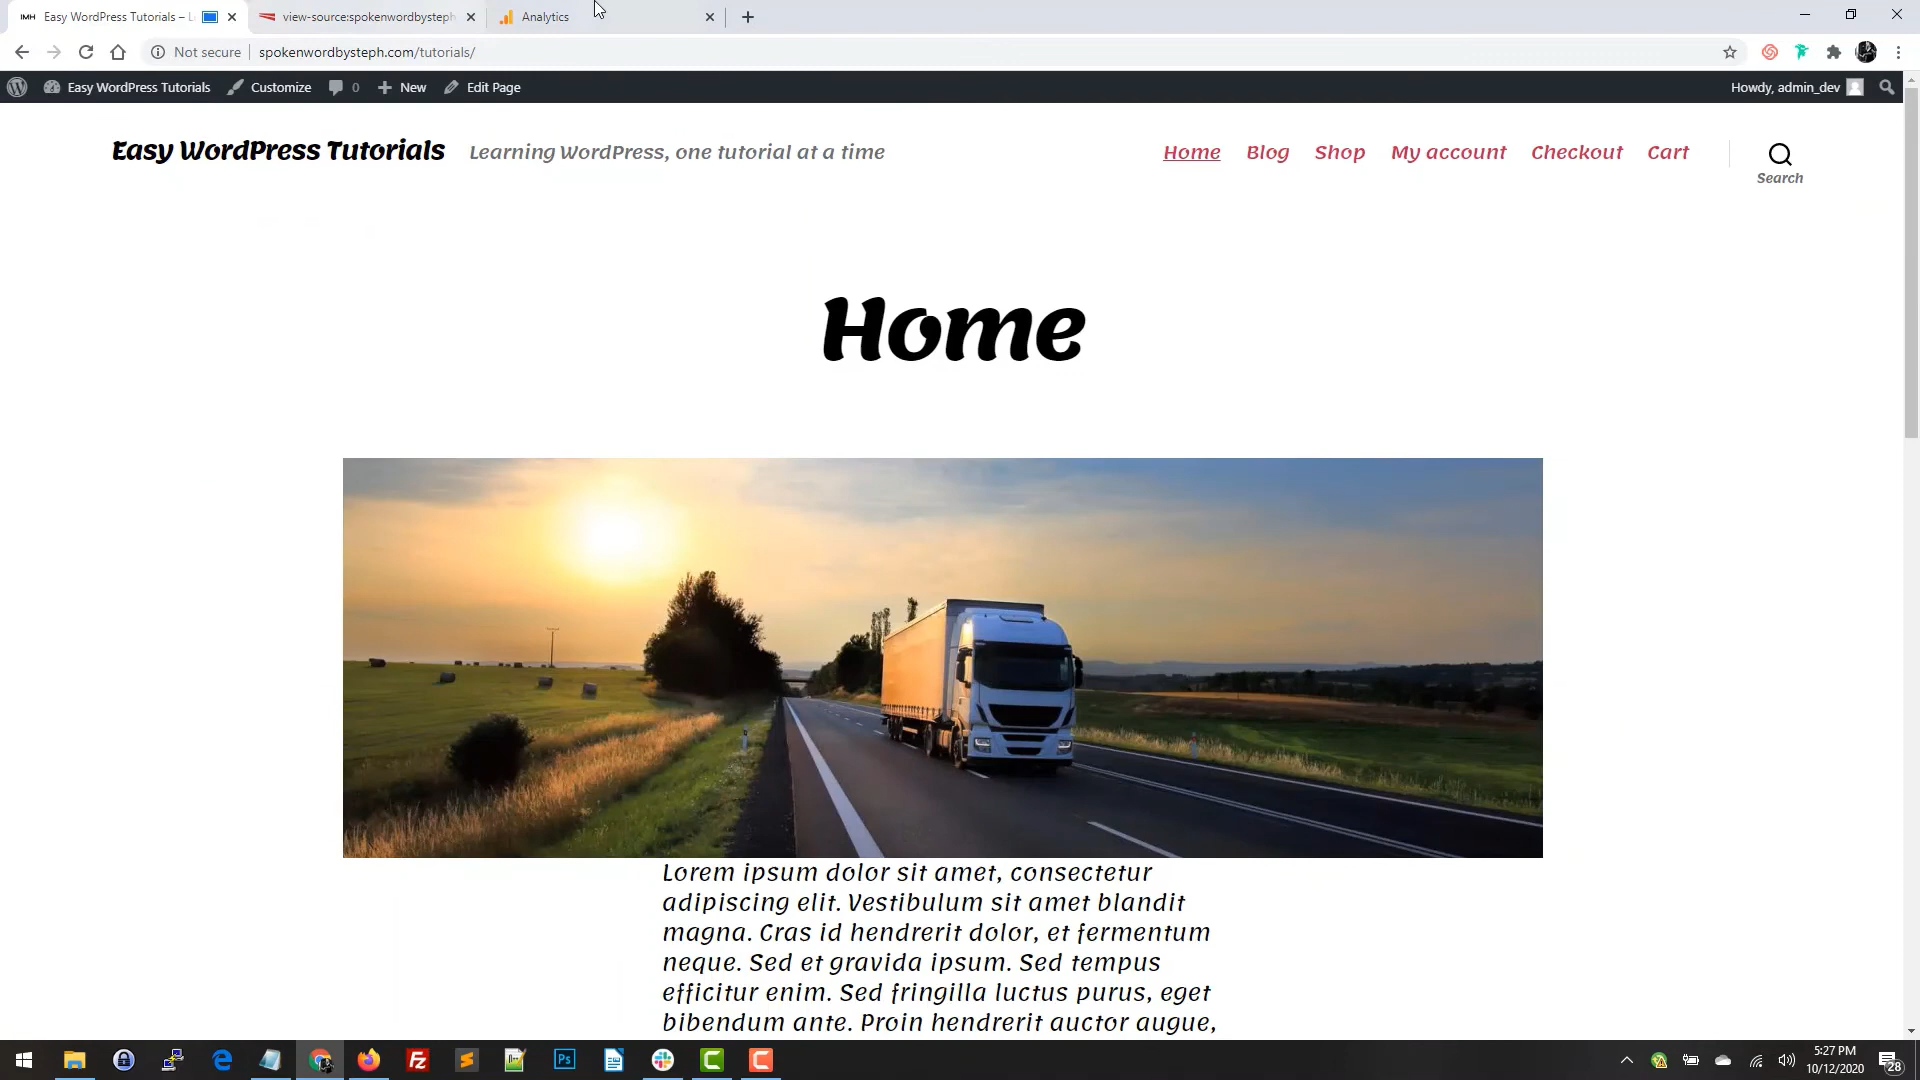 Easy WordPress Tutorials – L
view-source:spokenwordbysteph
Analytics
Not secure
spokenwordbysteph.com/tutorials/
Easy WordPress Tutorials
Customize
0
New
Edit Page
Howdy, admin_dev
Easy WordPress Tutorials
Learning WordPress, one tutorial at a time
Home
Blog
Shop
My account
Checkout
Cart
Search
Home
Lorem ipsum dolor sit amet, consectetur
adipiscing elit. Vestibulum sit amet blandit
magna. Cras id hendrerit dolor, et fermentum
neque. Sed et gravida ipsum. Sed tempus
efficitur enim. Sed fringilla luctus purus, eget
bibendum ante. Proin hendrerit auctor augue,
5:27 PM
10/12/2020
28